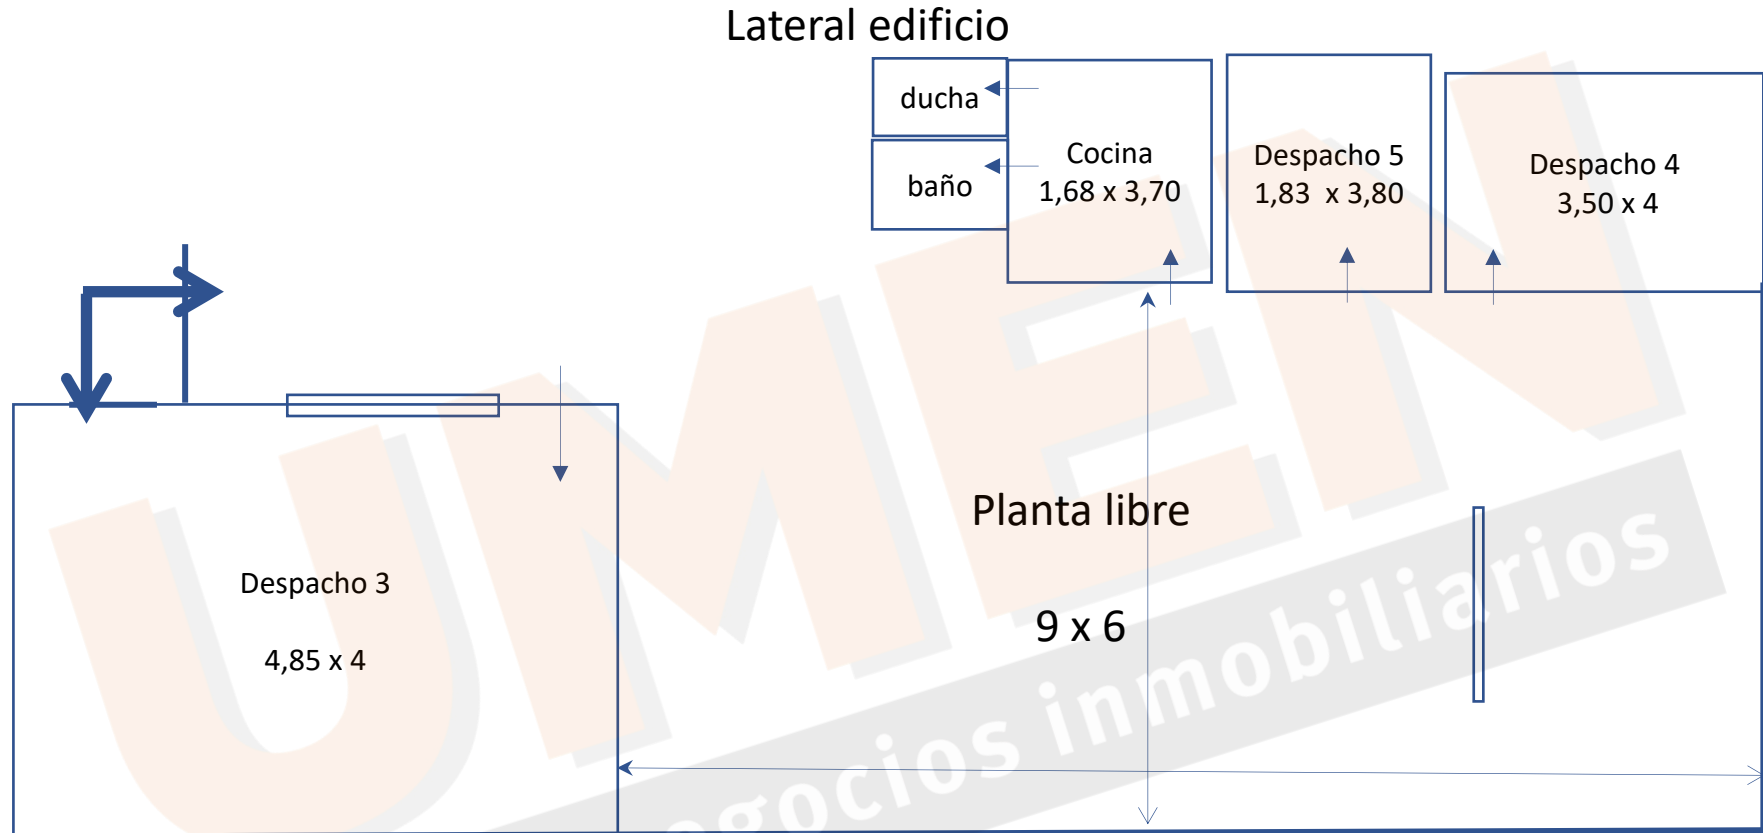 Lateral edificio
ducha
baño
Cocina
1,68 x 3,70
Despacho 5
1,83 x 3,80
Despacho 4
3,50 x 4
Planta libre
9 x 6
Despacho 3
4,85 x 4
UMEN
egocios inmobiliarios